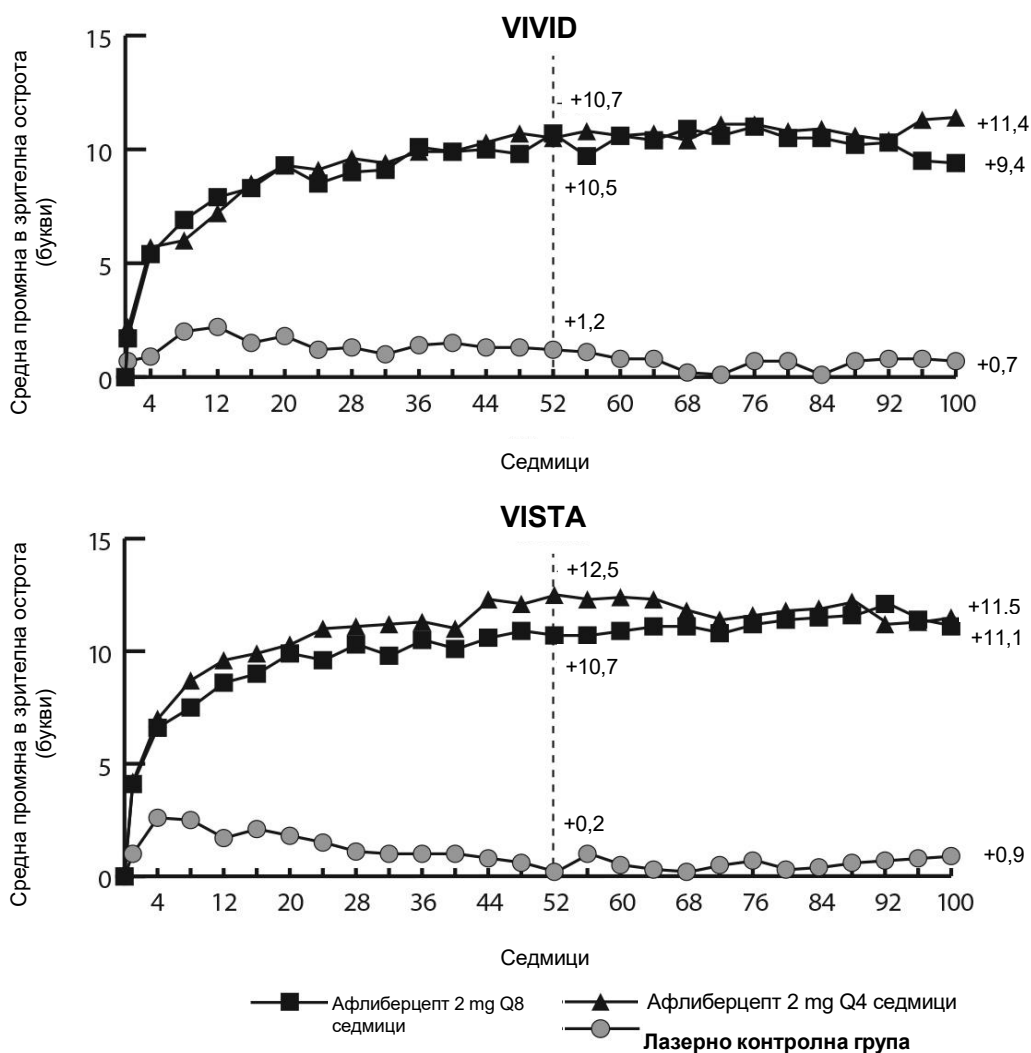 VIVID
Средна промяна в зрителна острота
(букви)
15
10
5
0
+10,7
+10,5
+1,2
+11,4
+9,4
+0,7
4 12 20 28 36 44 52 60 68 76 84 92 100
Седмици
VISTA
Средна промяна в зрителна острота
(букви)
15
10
5
0
+12,5
+10,7
+0,2
+11.5
+11,1
+0,9
4 12 20 28 36 44 52 60 68 76 84 92 100
Седмици
Афлиберцепт 2 mg Q8
седмици
Афлиберцепт 2 mg Q4 седмици
Лазерно контролна група